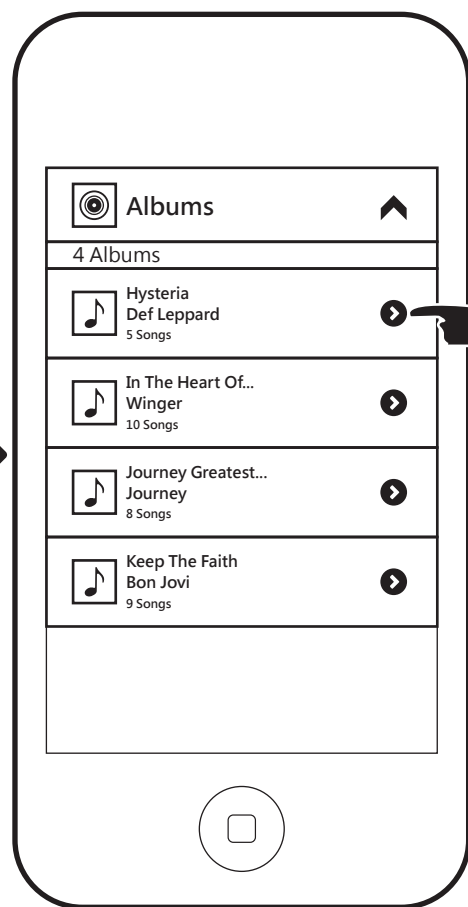 Albums
4 Albums
Hysteria
Def Leppard
5 Songs
In The Heart Of...
Winger
10 Songs
Journey Greatest...
Journey
8 Songs
Keep The Faith
Bon Jovi
9 Songs